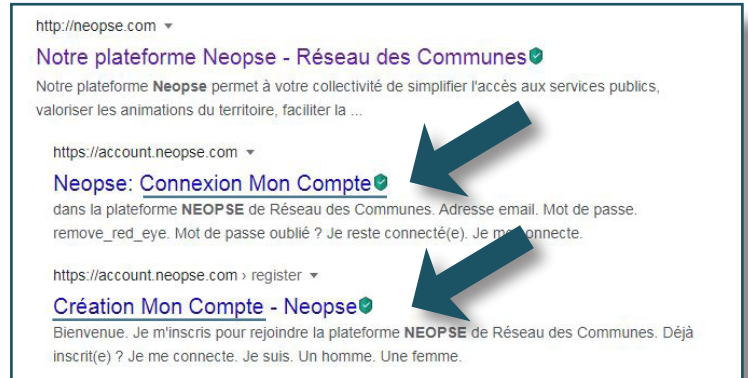 http://neopse.com
Notre plateforme Neopse - Réseau des Communes
Notre plateforme Neopse permet à votre collectivité de simplifier l'accès aux services publics,
valoriser les animations du territoire, faciliter la ...
https://account.neopse.com
Neopse: Connexion Mon Compte
dans la plateforme NEOPSE de Réseau des Communes. Adresse email. Mot de passe.
remove_red_eye. Mot de passe oublié ? Je reste connecté(e). Je me connecte.
https://account.neopse.com › register
Création Mon Compte - Neopse
Bienvenue. Je m'inscris pour rejoindre la plateforme NEOPSE de Réseau des Communes. Déjà
inscrit(e) ? Je me connecte. Je suis. Un homme. Une femme.